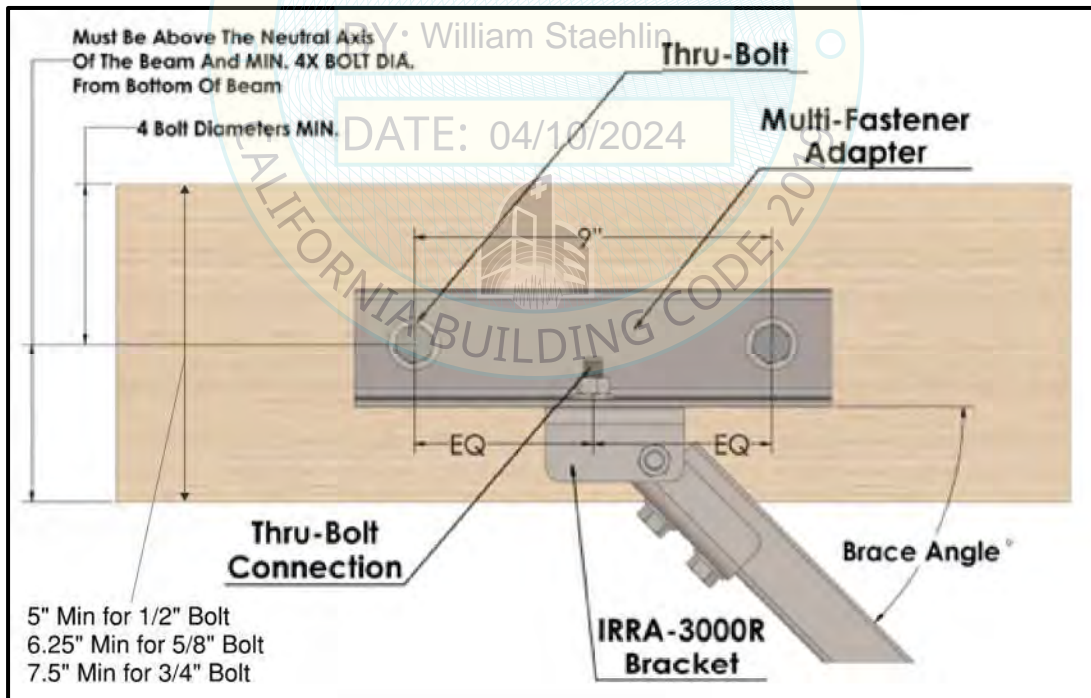 Must Be Above The Neutral Axis
Of The Beam And MIN. 4X BOLT DIA.
From Bottom Of Beam
4 Bolt Diameters MIN.
BY: William Staehlin
DATE: 04/10/2024
CALIFORNIA BUILDING CODE, 2019
Thru-Bolt
Multi-Fastener
Adapter
9"
EQ
EQ
Thru-Bolt
Connection
Brace Angle°
IRRA-3000R
Bracket
5" Min for 1/2" Bolt
6.25" Min for 5/8" Bolt
7.5" Min for 3/4" Bolt